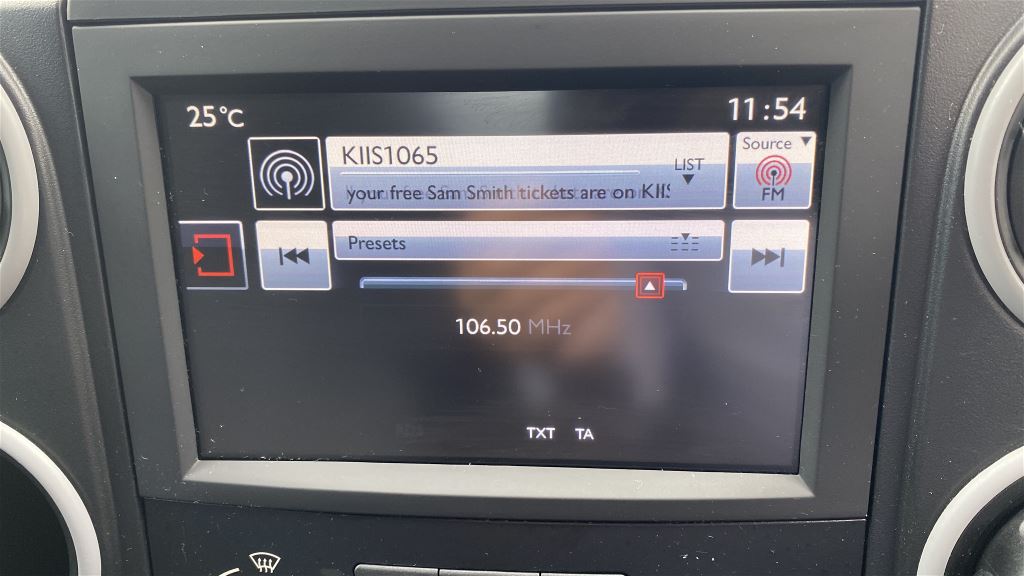 25°C
11:54
KIIS1065
LIST
Source
your free Sam Smith tickets are on KIIS
FM
Presets
106.50 MHz
TXT TA